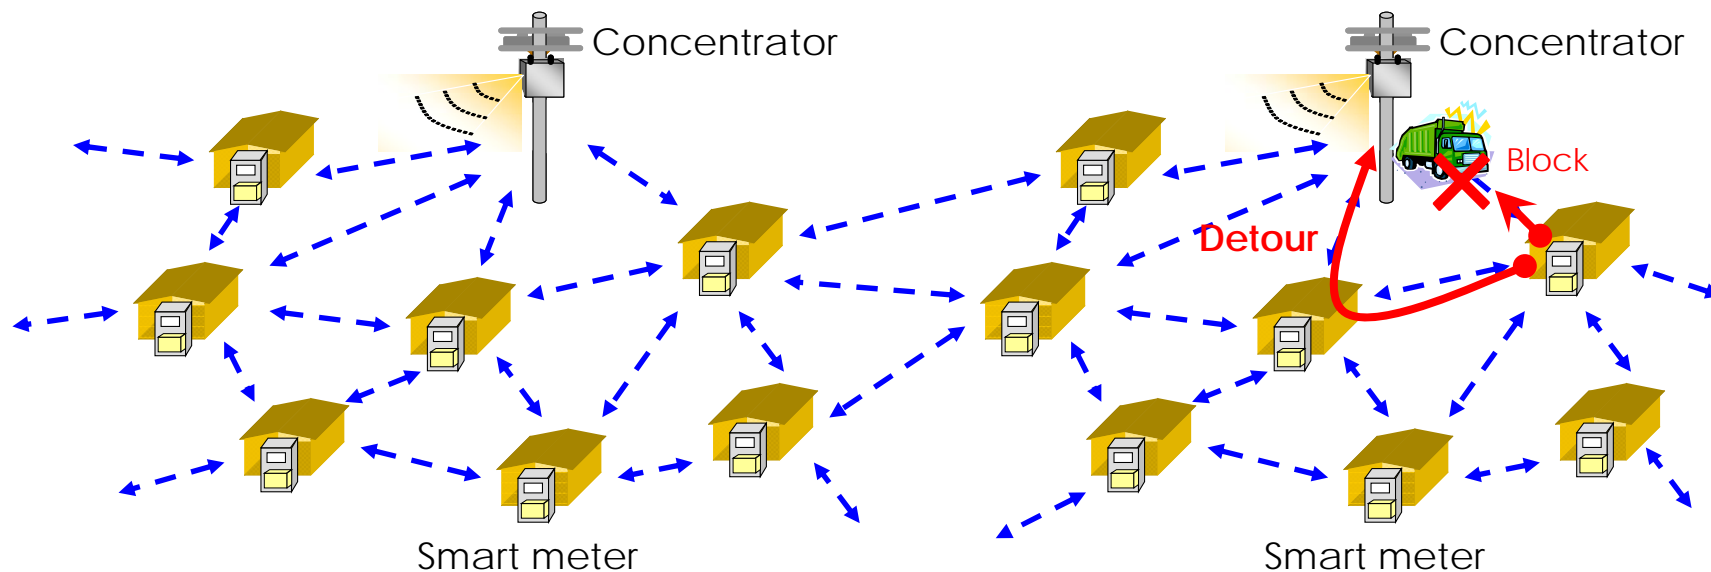 Concentrator
Concentrator
Block
Detour
Smart meter
Smart meter